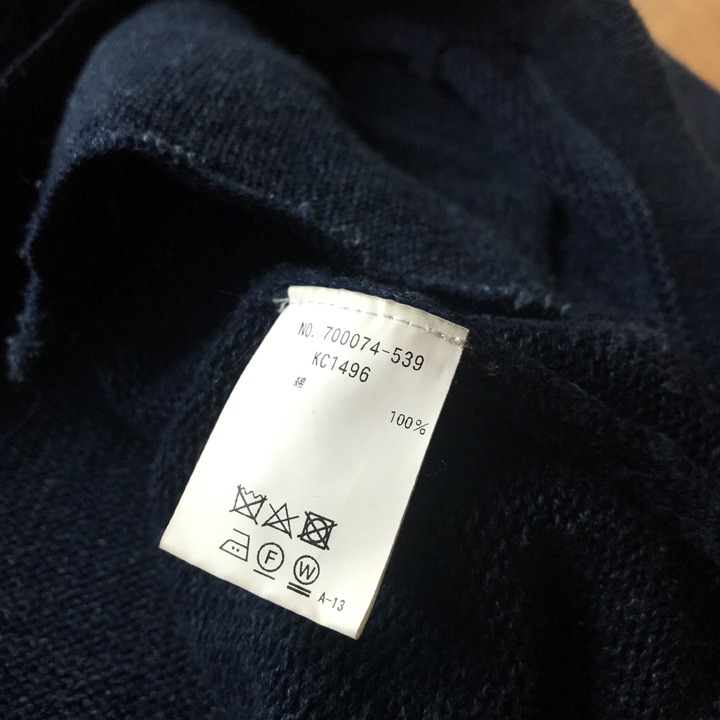 NO. 700074-539
KC1496
綿
100%
F W
A-13